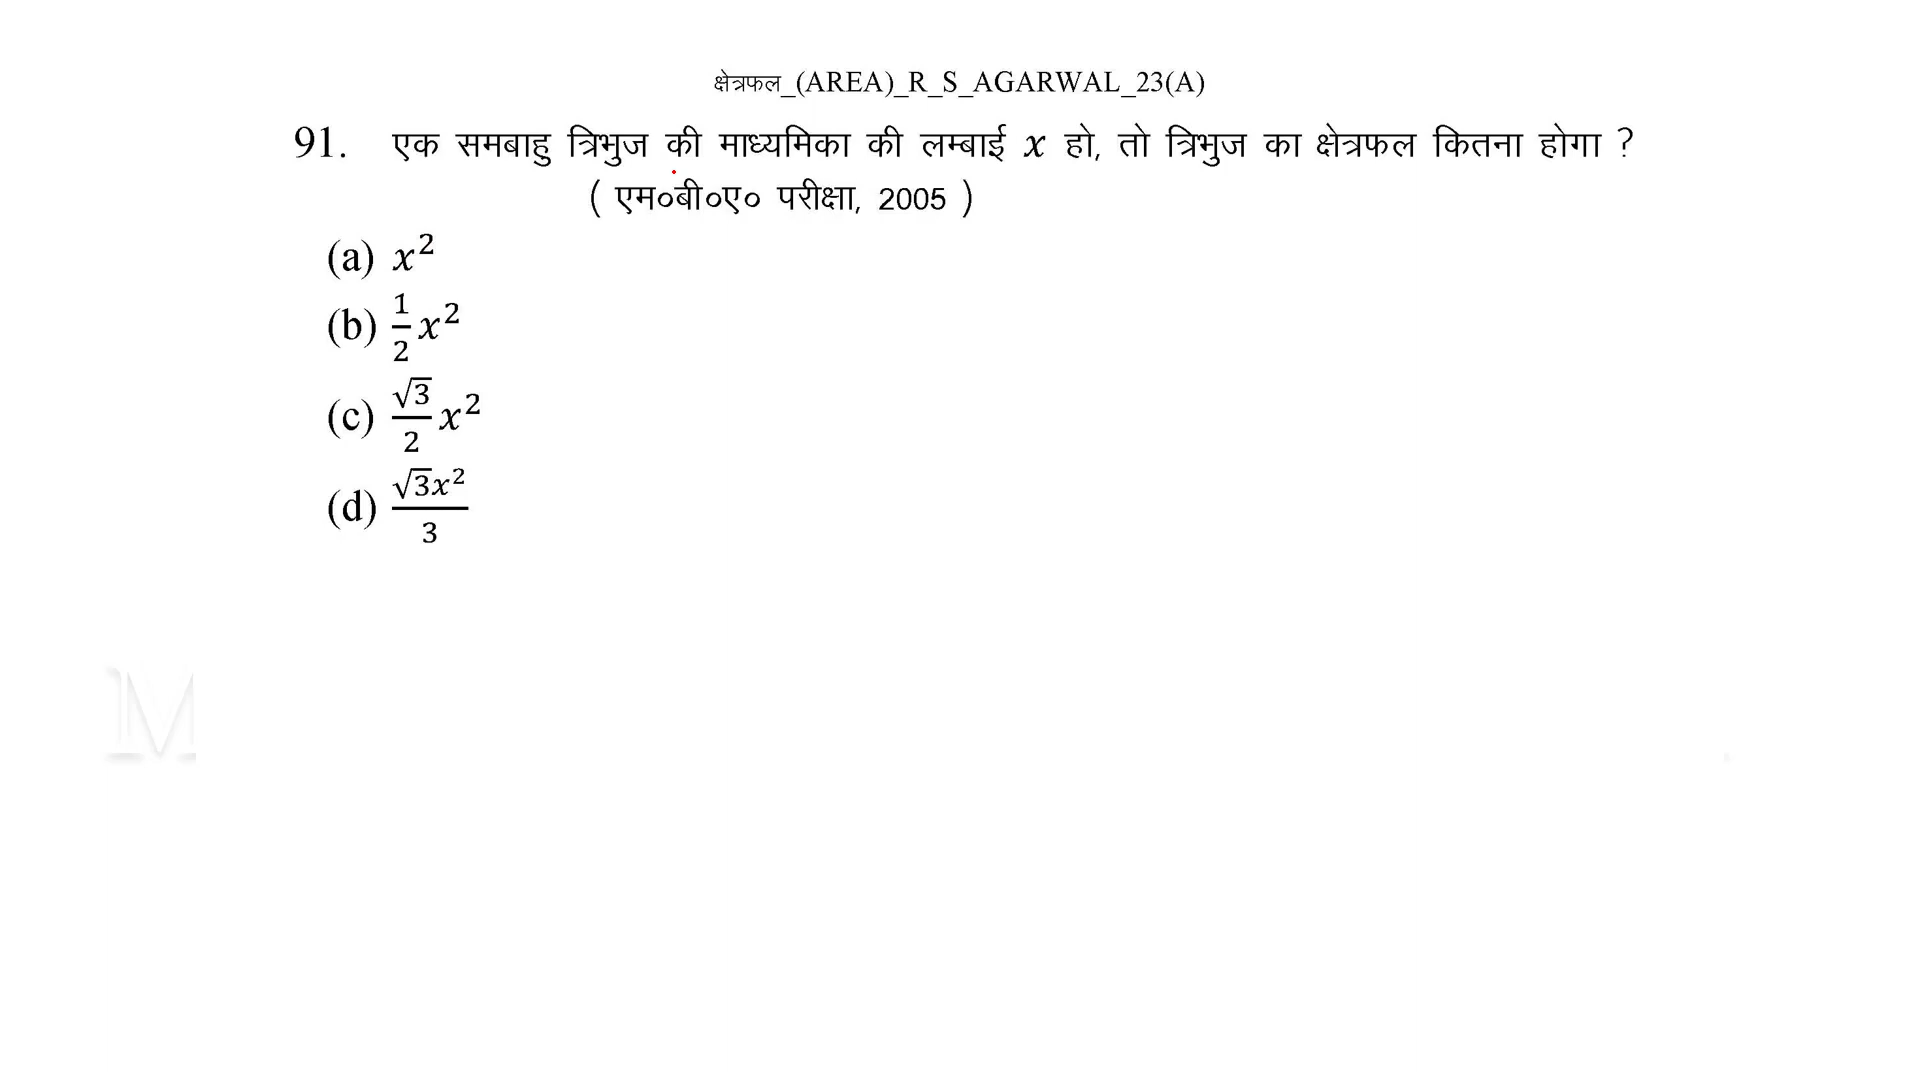 क्षेत्रफल_(AREA)_R_S_AGARWAL_23(A)
91. एक समबाहु त्रिभुज की माध्यमिका की लम्बाई x हो, तो त्रिभुज का क्षेत्रफल कितना होगा ?
( एम०बी०ए० परीक्षा, 2005 )
(a) x²
(b) 1/2 x²
(c) √3/2 x²
(d) √3x²/3
M